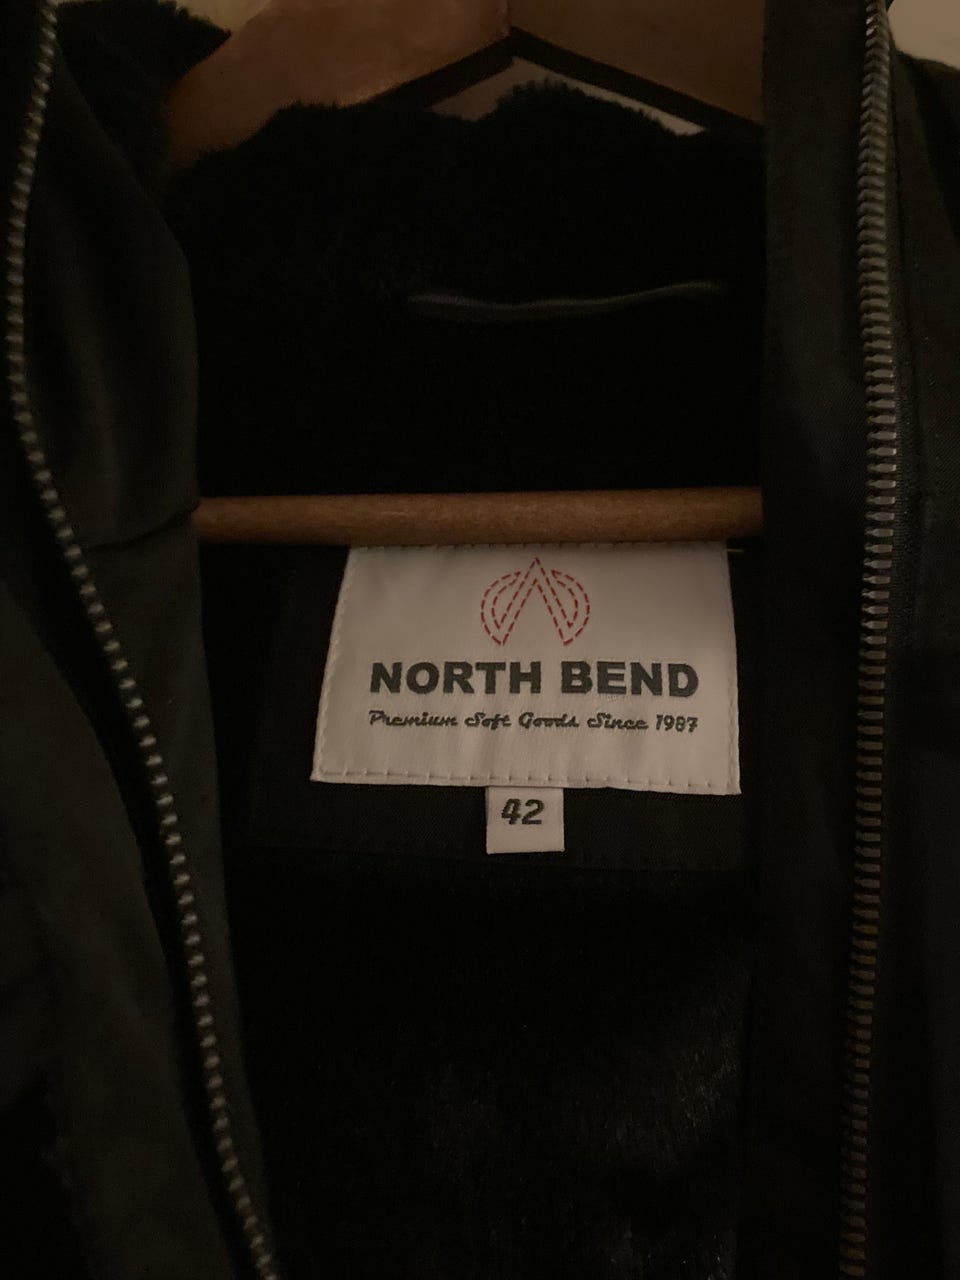 NORTH BEND
Premium Soft Goods Since 1987
42